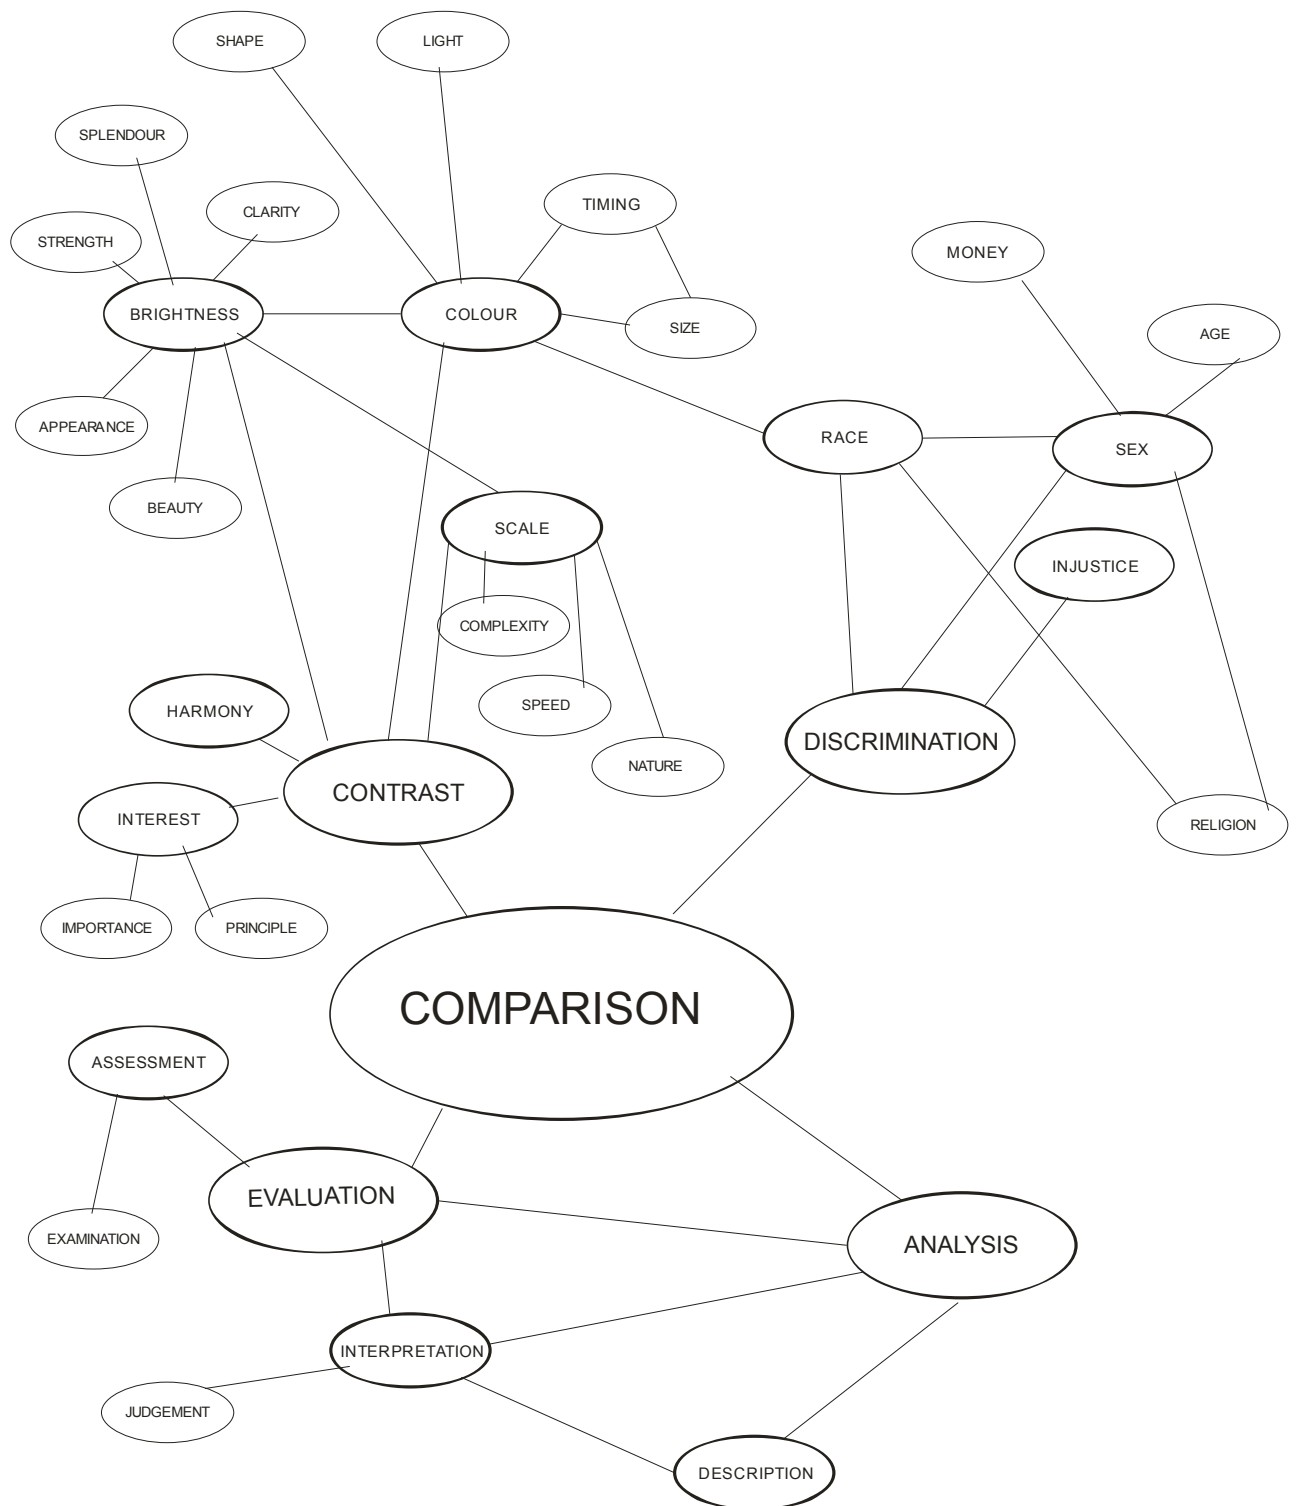 SHAPE
LIGHT
SPLENDOUR
TIMING
CLARITY
STRENGTH
MONEY
BRIGHTNESS
COLOUR
SIZE
AGE
APPEARANCE
RACE
SEX
BEAUTY
SCALE
INJUSTICE
COMPLEXITY
SPEED
HARMONY
DISCRIMINATION
NATURE
CONTRAST
INTEREST
RELIGION
IMPORTANCE
PRINCIPLE
COMPARISON
ASSESSMENT
EVALUATION
EXAMINATION
ANALYSIS
INTERPRETATION
JUDGEMENT
DESCRIPTION